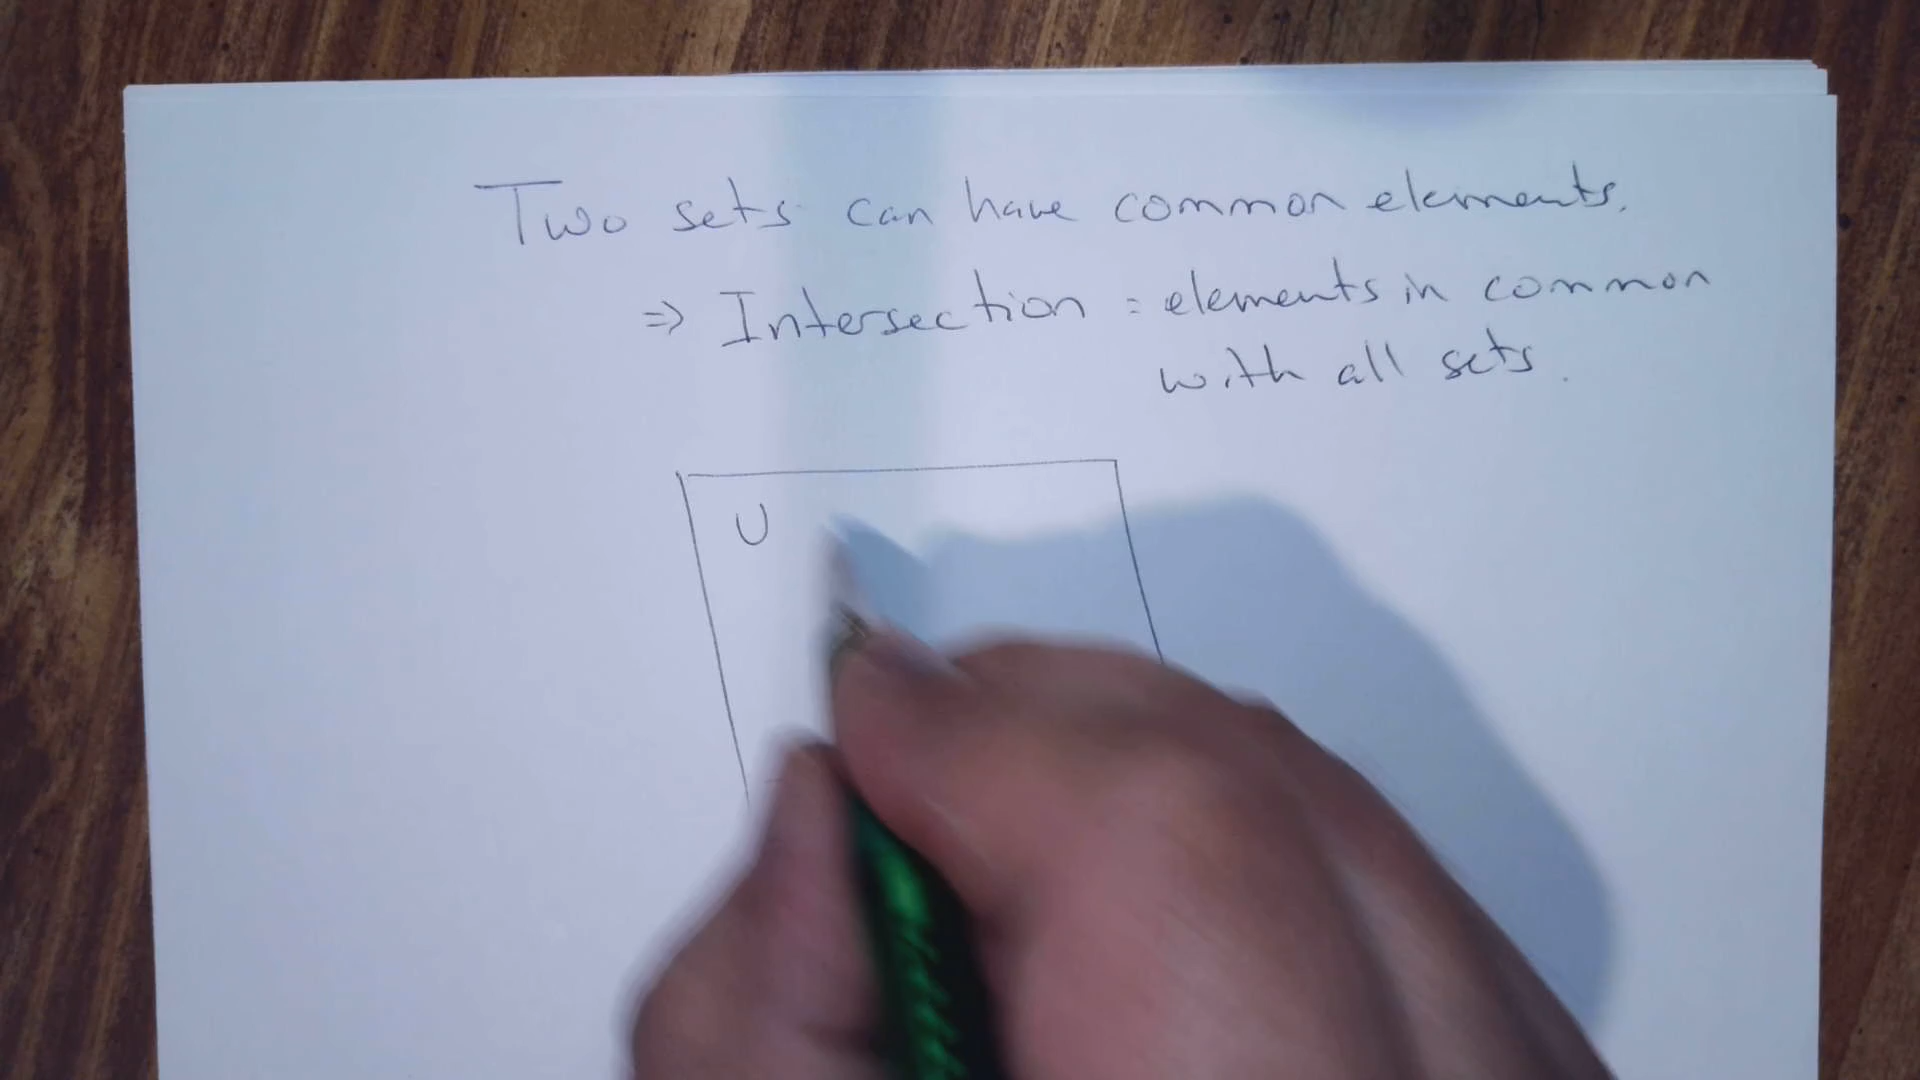 Two sets can have common elements.
⇒ Intersection = elements in common
with all sets.
U